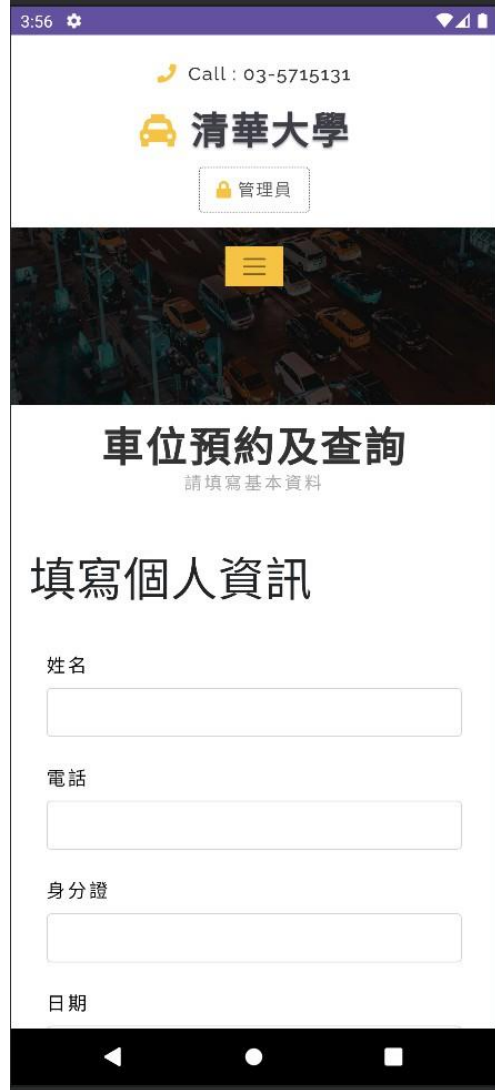 3:56
Call : 03-5715131
清華大學
管理員
車位預約及查詢
請填寫基本資料
填寫個人資訊
姓名
電話
身分證
日期